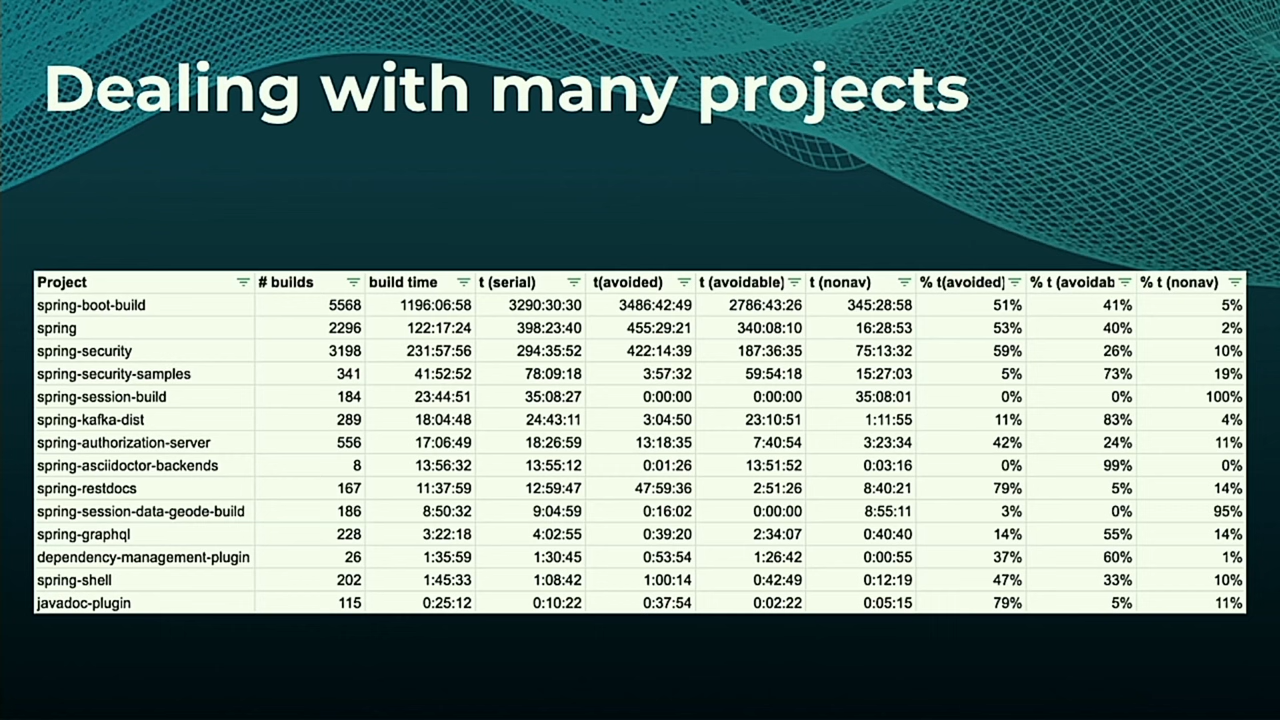 Dealing with many projects
Project # builds build time t (serial) t(avoided) t (avoidable) t (nonav) % t(avoided) % t (avoidab % t (nonav)
spring-boot-build 5568 1196:06:58 3290:30:30 3486:42:49 2786:43:26 345:28:58 51% 41% 5%
spring 2296 122:17:24 398:23:40 455:29:21 340:08:10 16:28:53 53% 40% 2%
spring-security 3198 231:57:56 294:35:52 422:14:39 187:36:35 75:13:32 59% 26% 10%
spring-security-samples 341 41:52:52 78:09:18 3:57:32 59:54:18 15:27:03 5% 73% 19%
spring-session-build 184 23:44:51 35:08:27 0:00:00 0:00:00 35:08:01 0% 0% 100%
spring-kafka-dist 289 18:04:48 24:43:11 3:04:50 23:10:51 1:11:55 11% 83% 4%
spring-authorization-server 556 17:06:49 18:26:59 13:18:35 7:40:54 3:23:34 42% 24% 11%
spring-asciidoctor-backends 8 13:56:32 13:55:12 0:01:26 13:51:52 0:03:16 0% 99% 0%
spring-restdocs 167 11:37:59 12:59:47 47:59:36 2:51:26 8:40:21 79% 5% 14%
spring-session-data-geode-build 186 8:50:32 9:04:59 0:16:02 0:00:00 8:55:11 3% 0% 95%
spring-graphql 228 3:22:18 4:02:55 0:39:20 2:34:07 0:40:40 14% 55% 14%
dependency-management-plugin 26 1:35:59 1:30:45 0:53:54 1:26:42 0:00:55 37% 60% 1%
spring-shell 202 1:45:33 1:08:42 1:00:14 0:42:49 0:12:19 47% 33% 10%
javadoc-plugin 115 0:25:12 0:10:22 0:37:54 0:02:22 0:05:15 79% 5% 11%